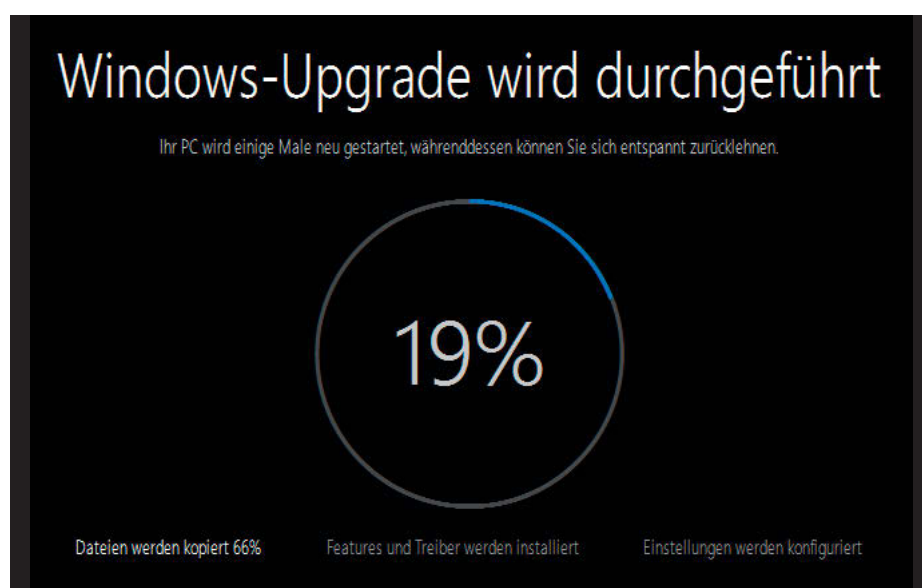 Windows-Upgrade wird durchgeführt
Ihr PC wird einige Male neu gestartet, währenddessen können Sie sich entspannt zurücklehnen.
19%
Dateien werden kopiert 66%
Features und Treiber werden installiert
Einstellungen werden konfiguriert